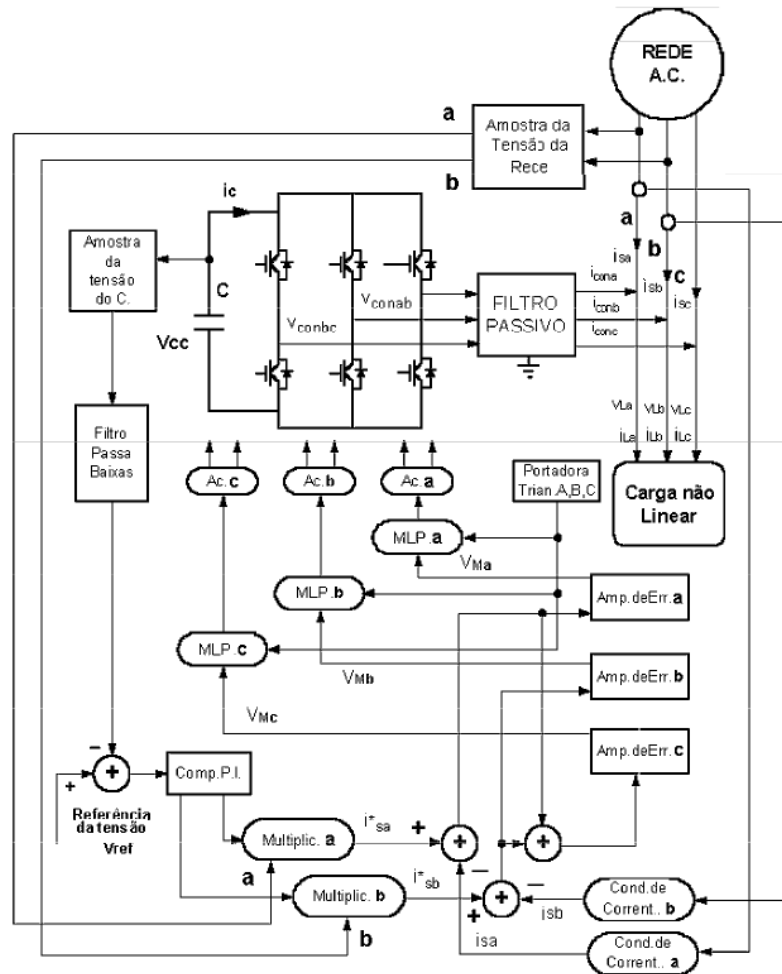 REDE
A.C.
a
Amostra da
Tensão da
Rece
b
ic
a
b
c
isa
isb
isc
Amostra
da
tensão
do C.
C
Vcc
Vconab
Vconbc
FILTRO
PASSIVO
icona
iconb
iconc
VLa
VLb
VLc
iLa
iLb
iLc
Filtro
Passa
Baixas
Ac.c
Ac.b
Ac.a
Portadora
Trian.A,B,C
Carga não
Linear
MLP.a
VMa
MLP.b
Amp.deErr.a
MLP.c
VMb
Amp.deErr.b
VMc
Amp.deErr.c
−
+
+
Comp.P.I.
Referência
da tensão
Vref
Multiplic. a
i*sa
+
+
−
+
a
Multiplic. b
i*sb
+
+
−
isb
Cond.de
Corrent.. b
b
isa
Cond.de
Corrent.. a